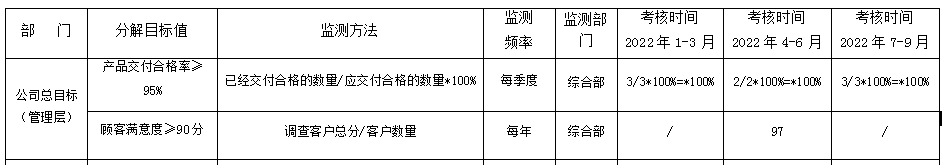 部 门 分解目标值 监测方法 监测频率 监测部门 考核时间 2022年1-3月 考核时间 2022年4-6月 考核时间 2022年7-9月
公司总目标（管理层） 产品交付合格率≥95% 已经交付合格的数量/应交付合格的数量*100% 每季度 综合部 3/3*100%=*100% 2/2*100%=*100% 3/3*100%=*100%
顾客满意度≥90分 调查客户总分/客户数量 每年 综合部 / 97 /